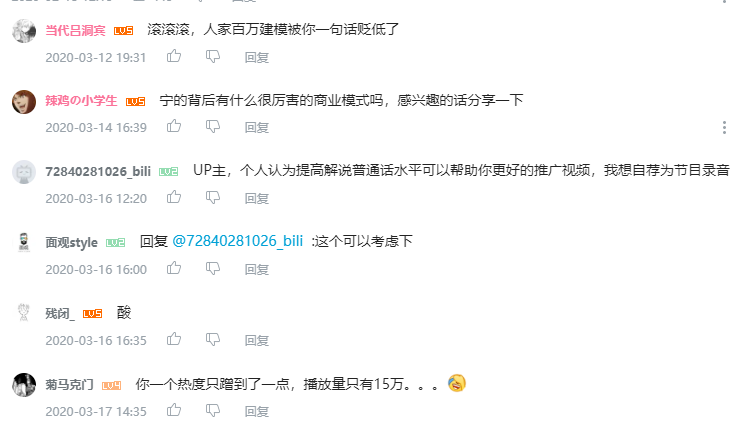 当代吕洞宾 LV5 滚滚滚，人家百万建模被你一句话贬低了
2020-03-12 19:31 回复
辣鸡の小学生 LV5 宁的背后有什么很厉害的商业模式吗，感兴趣的话分享一下
2020-03-14 16:39 回复
72840281026_bili LV2 UP主，个人认为提高解说普通话水平可以帮助你更好的推广视频，我想自荐为节目录音
2020-03-16 12:20 回复
面观style LV2 回复 @72840281026_bili :这个可以考虑下
2020-03-16 16:00 回复
残闭_ LV5 酸
2020-03-16 16:35 回复
菊马克门 LV4 你一个热度只蹭到了一点，播放量只有15万。。。
2020-03-17 14:35 回复